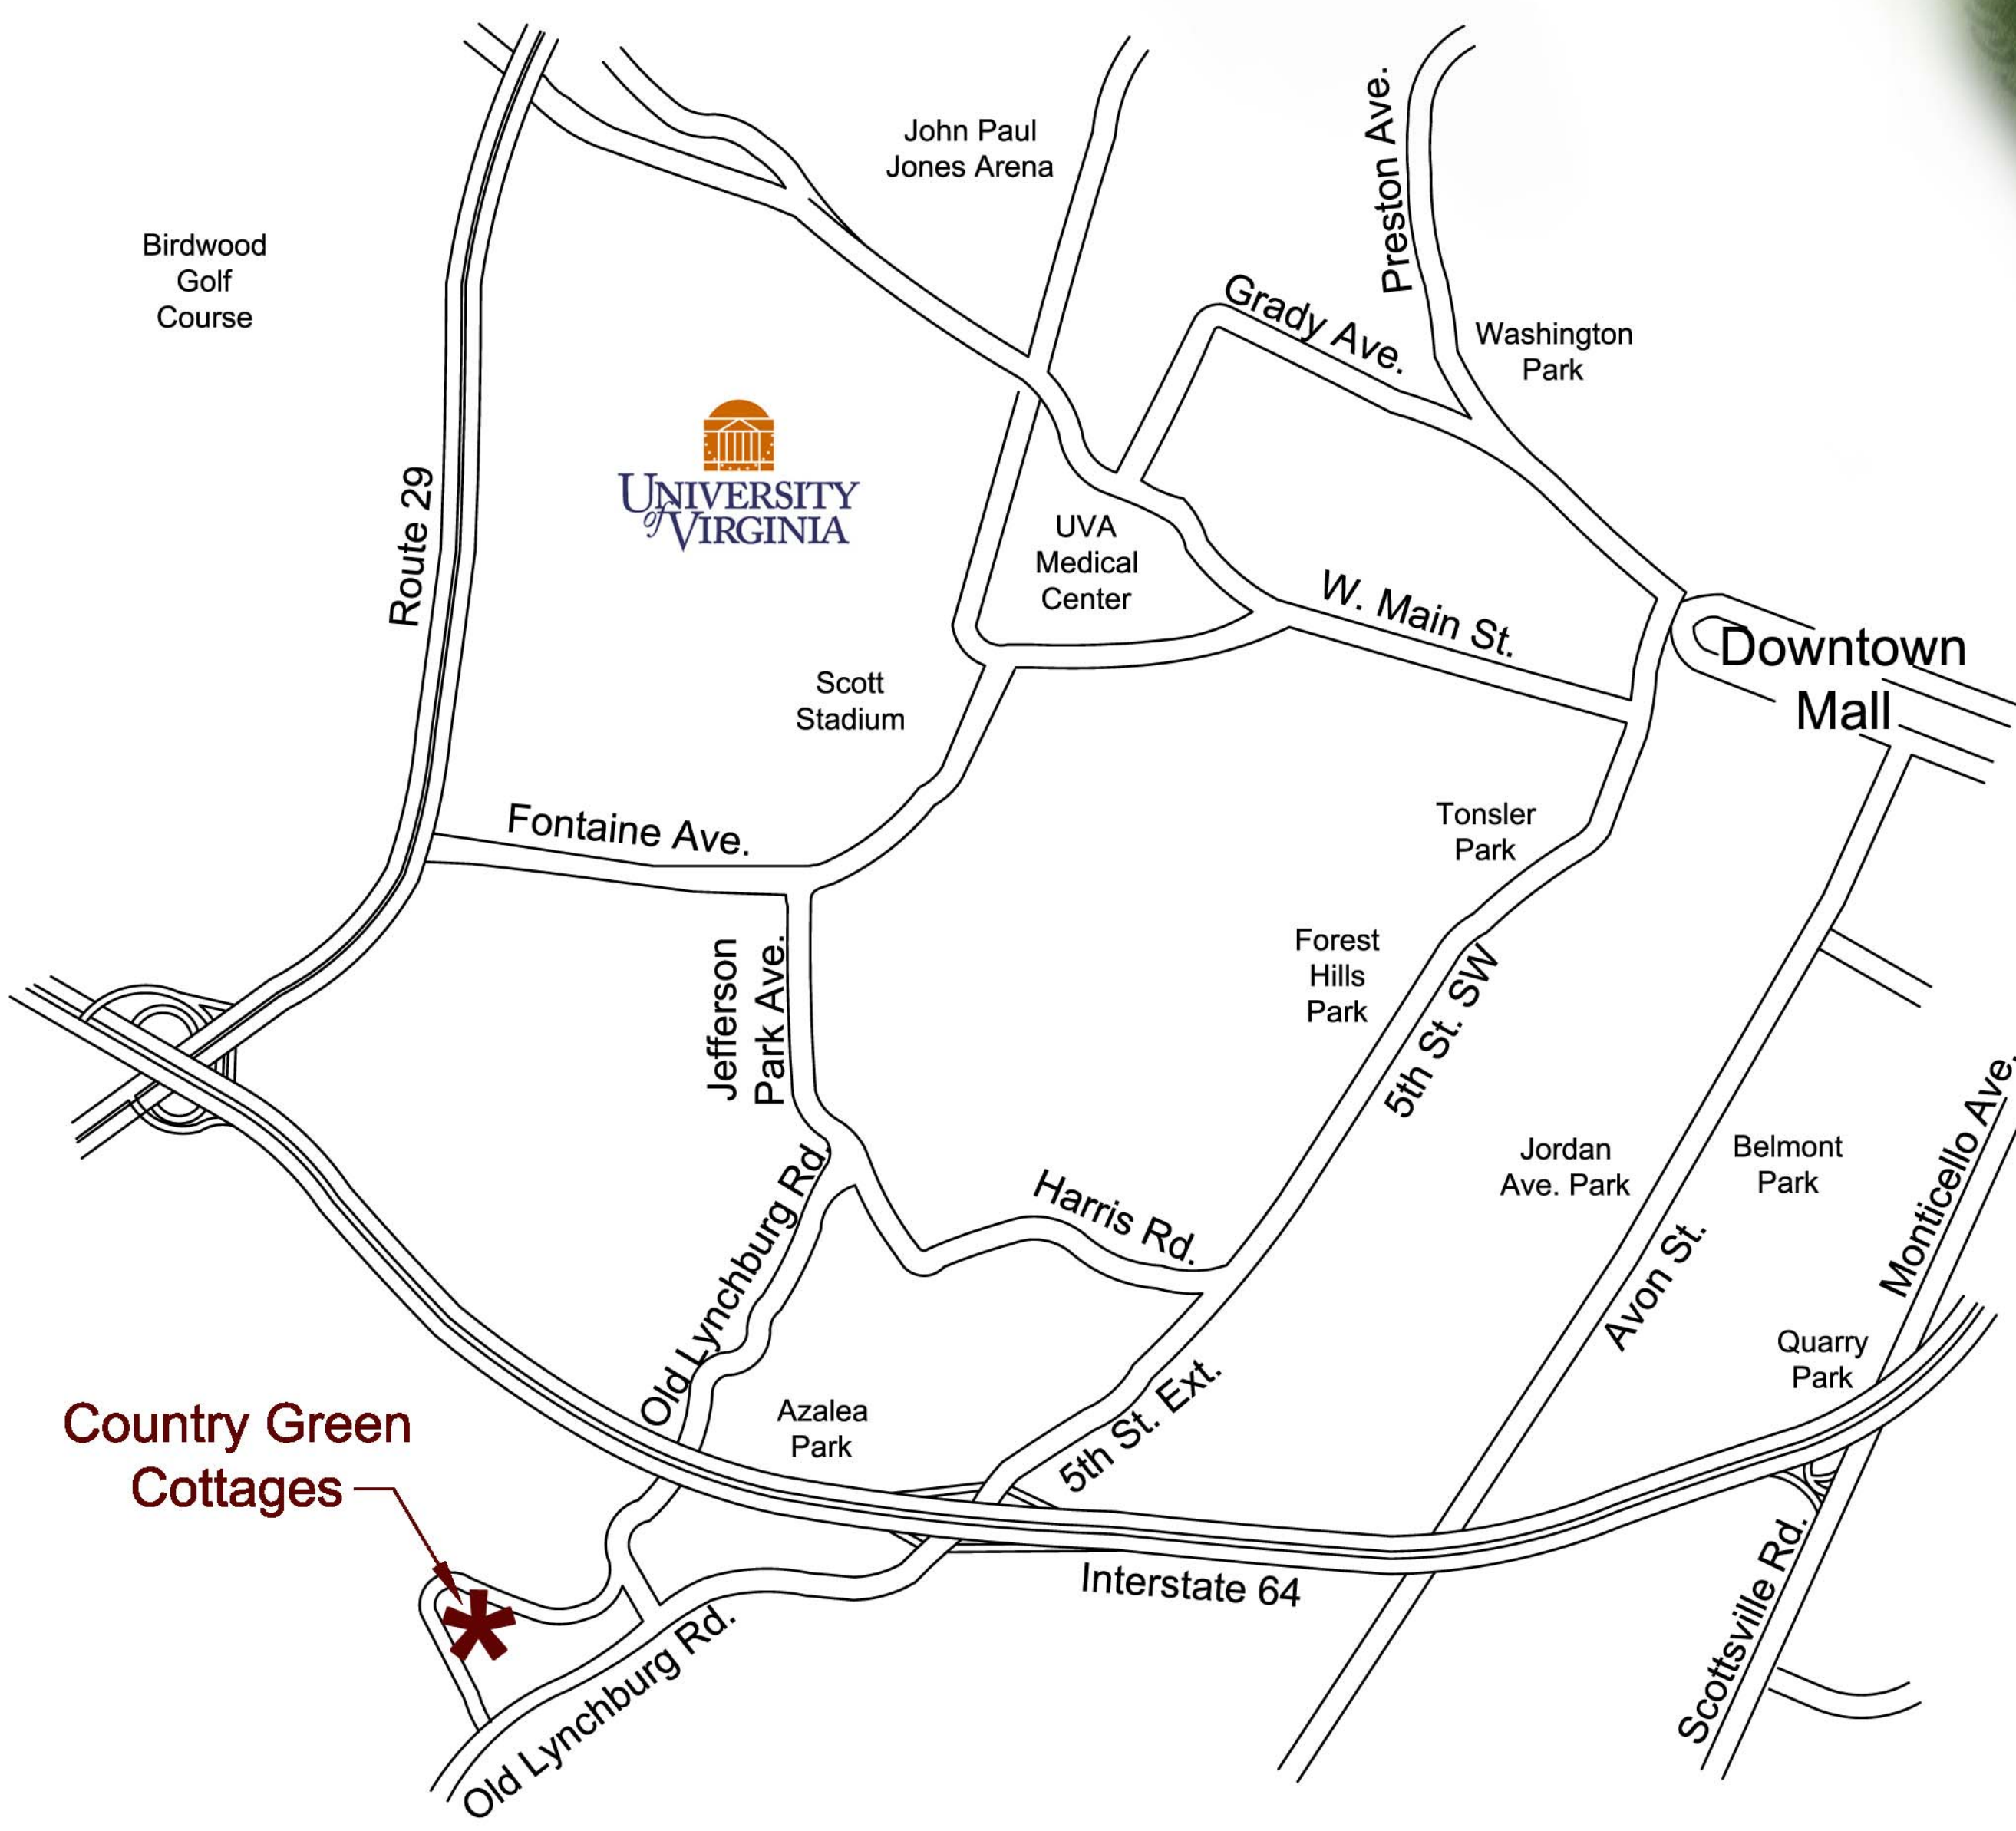 John Paul
Jones Arena
Preston Ave.
Birdwood
Golf
Course
Grady Ave.
Washington
Park
Route 29
UNIVERSITY
of VIRGINIA
UVA
Medical
Center
W. Main St.
Downtown
Mall
Scott
Stadium
Fontaine Ave.
Tonsler
Park
Forest
Hills
Park
5th St. SW
Jefferson
Park Ave.
Jordan
Ave. Park
Belmont
Park
Monticello Ave.
Old Lynchburg Rd.
Harris Rd.
Avon St.
Quarry
Park
Country Green
Cottages
Azalea
Park
5th St. Ext.
Interstate 64
Scottsville Rd.
Old Lynchburg Rd.